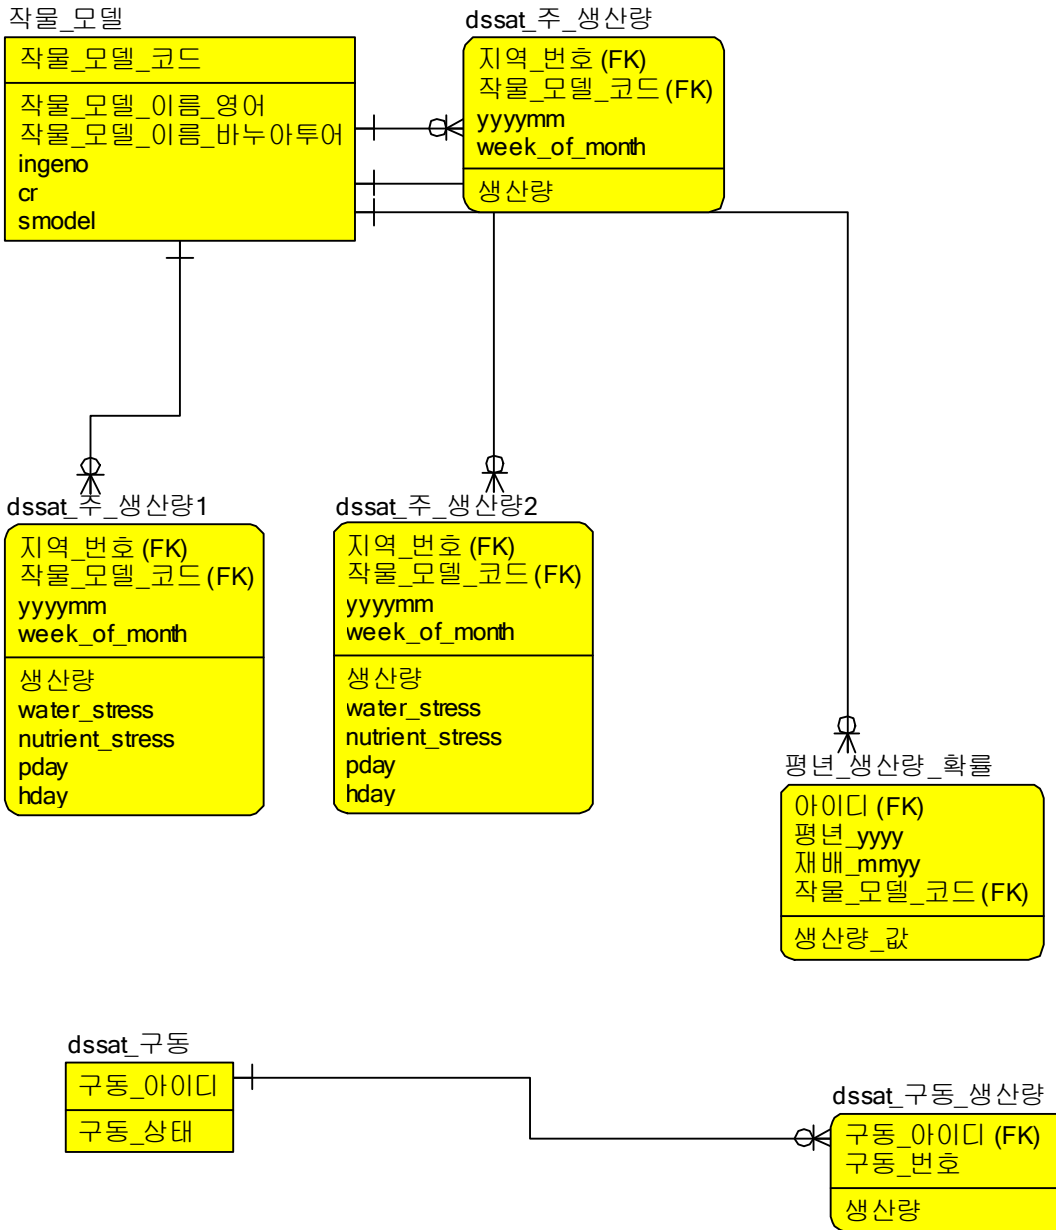 작물_모델
작물_모델_코드
작물_모델_이름_영어
작물_모델_이름_바누아투어
ingeno
cr
smodel
dssat_주_생산량
지역_번호 (FK)
작물_모델_코드 (FK)
yyyymm
week_of_month
생산량
dssat_주_생산량1
지역_번호 (FK)
작물_모델_코드 (FK)
yyyymm
week_of_month
생산량
water_stress
nutrient_stress
pday
hday
dssat_주_생산량2
지역_번호 (FK)
작물_모델_코드 (FK)
yyyymm
week_of_month
생산량
water_stress
nutrient_stress
pday
hday
평년_생산량_확률
아이디 (FK)
평년_yyyy
재배_mmyy
작물_모델_코드 (FK)
생산량_값
dssat_구동
구동_아이디
구동_상태
dssat_구동_생산량
구동_아이디 (FK)
구동_번호
생산량